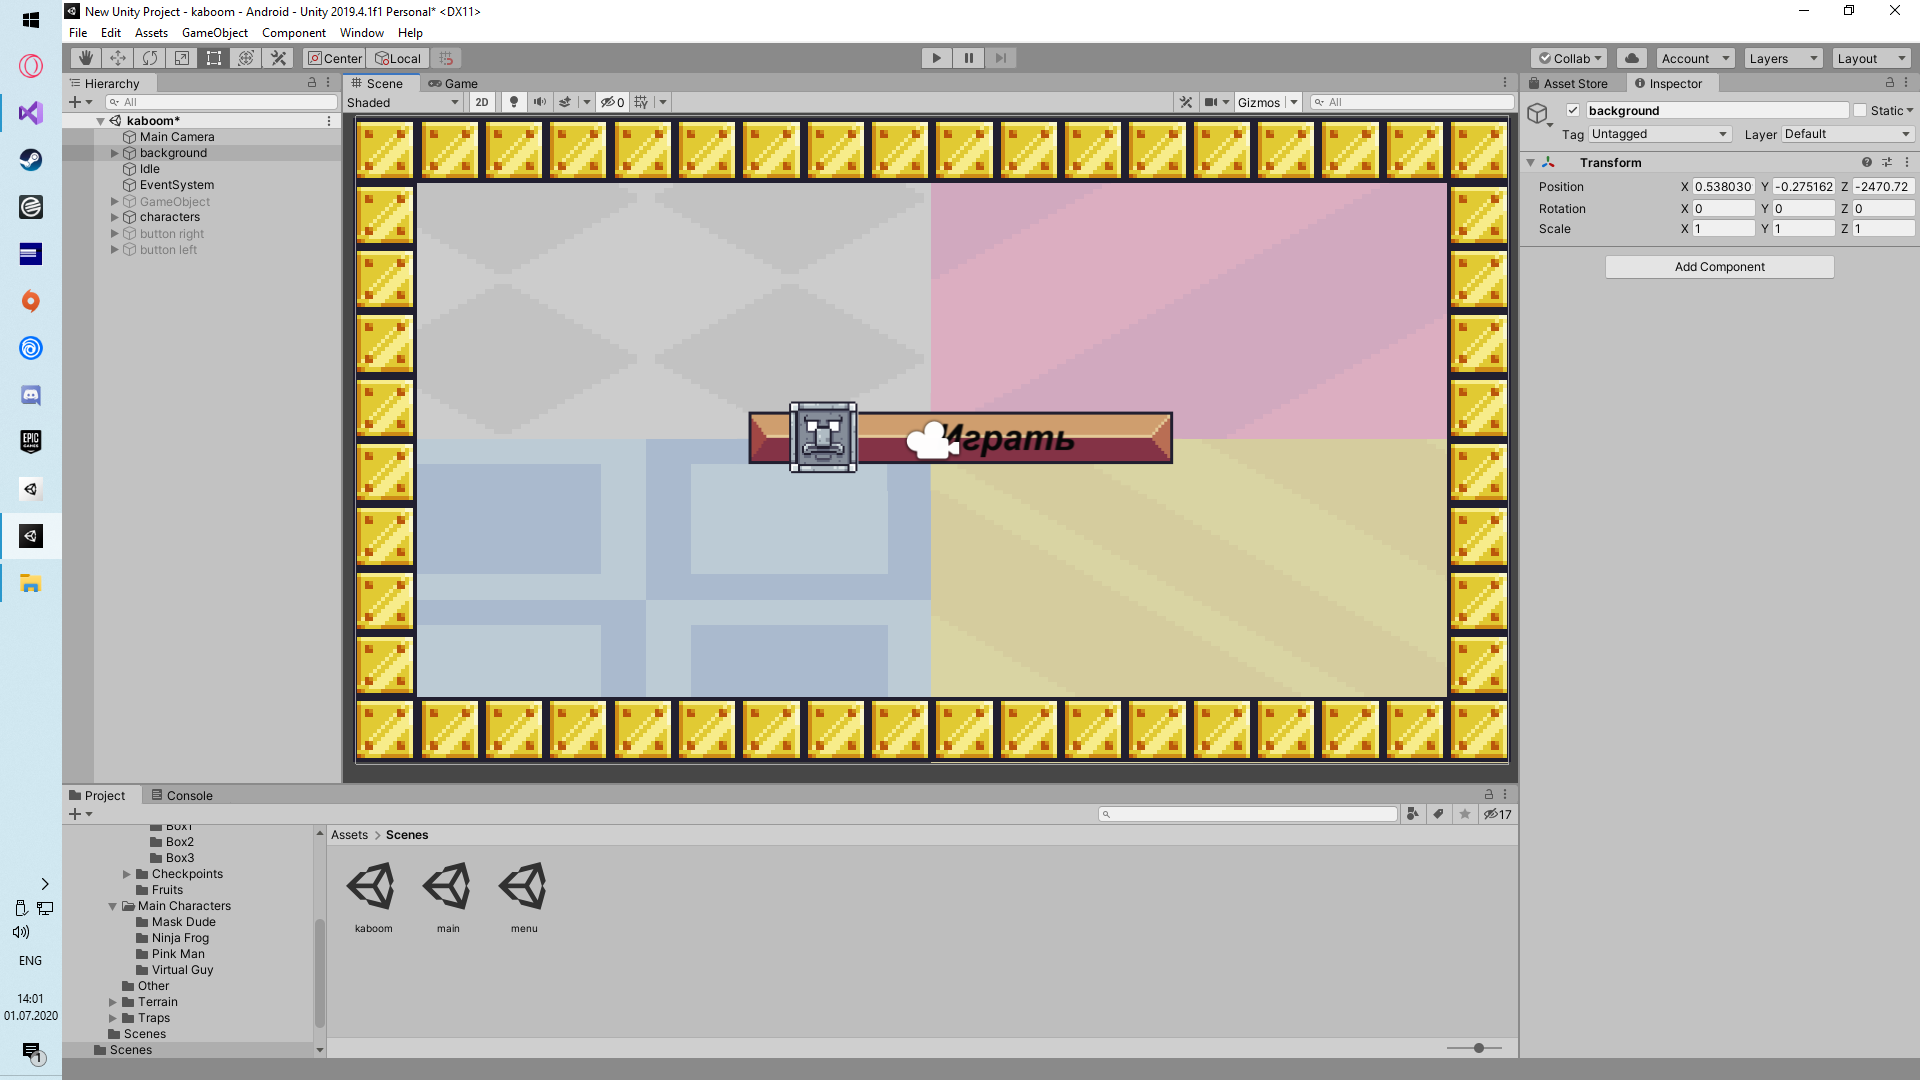 New Unity Project - kaboom - Android - Unity 2019.4.1f1 Personal* <DX11>
File Edit Assets GameObject Component Window Help
Center Local
Collab Account Layers Layout
Hierarchy
All
kaboom*
Main Camera
background
Idle
EventSystem
GameObject
characters
button right
button left
Scene Game
Shaded 2D 0 Gizmos All
Играть
Asset Store Inspector
background Static
Tag Untagged Layer Default
Transform
Position X 0.538030 Y -0.275162 Z -2470.72
Rotation X 0 Y 0 Z 0
Scale X 1 Y 1 Z 1
Add Component
Project Console
17
Box1
Box2
Box3
Checkpoints
Fruits
Main Characters
Mask Dude
Ninja Frog
Pink Man
Virtual Guy
Other
Terrain
Traps
Scenes
Scenes
Assets > Scenes
kaboom main menu
EPIC
GAMES
ENG
14:01
01.07.2020
1